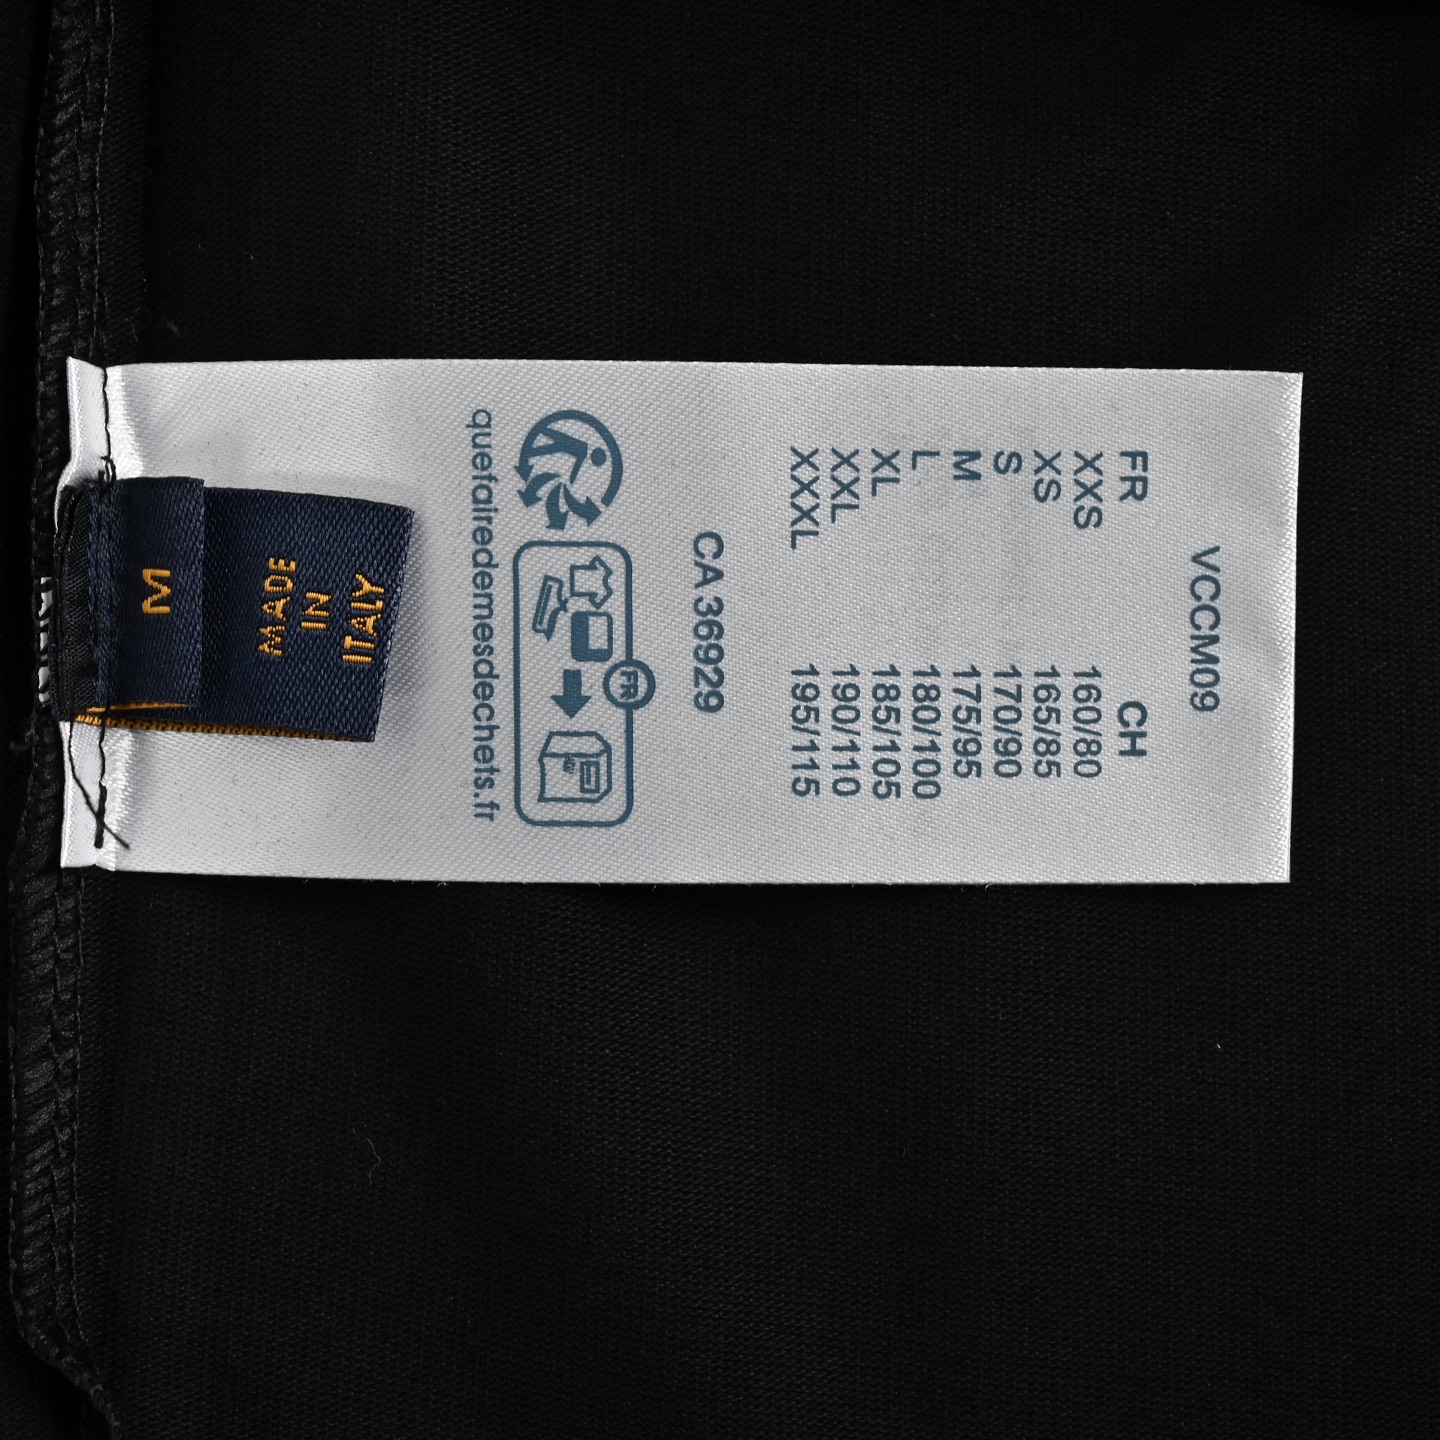 VCCM09
FR CH
XXS 160/80
XS 165/85
S 170/90
M 175/95
L 180/100
XL 185/105
XXL 190/110
XXXL 195/115
CA 36929
FR
quefairedemesdechets.fr
M
MADE
IN
ITALY